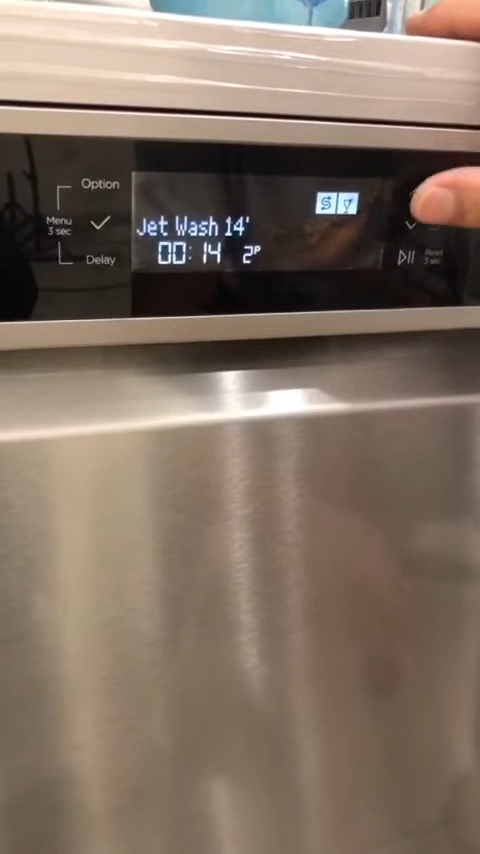 Option
Menu
3 sec
Delay
Jet Wash 14'
00:14 2P
Reset
3 sec